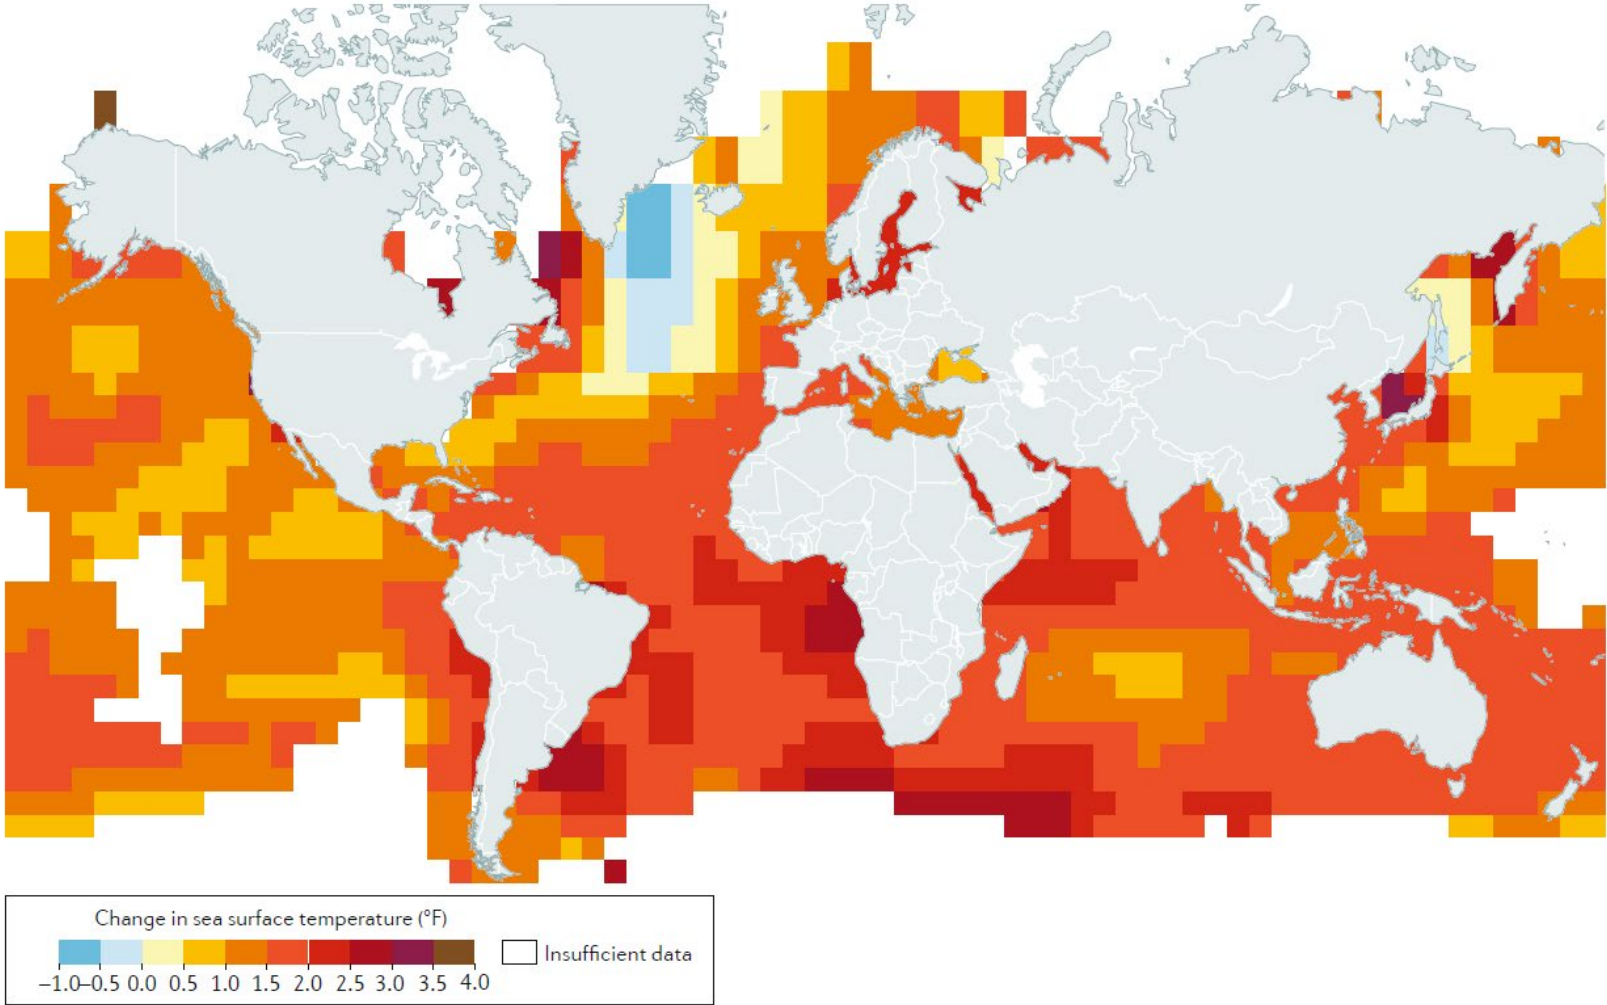 Change in sea surface temperature (°F)
Insufficient data
−1.0 −0.5 0.0 0.5 1.0 1.5 2.0 2.5 3.0 3.5 4.0